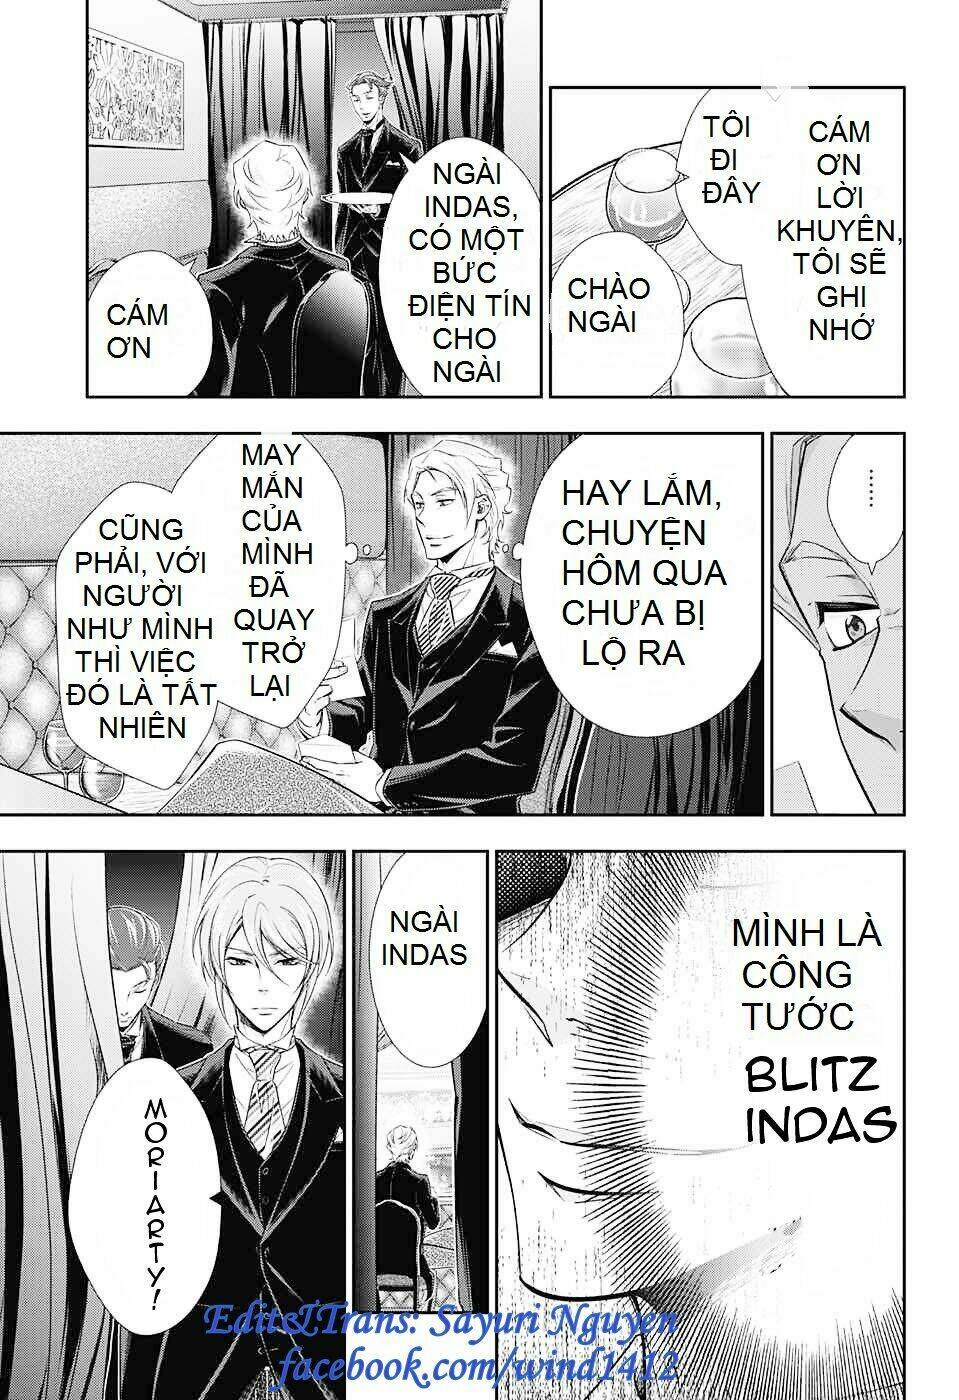 CÁM
ƠN
LỜI
KHUYÊN,
TÔI SẼ
GHI
NHỚ
TÔI
ĐI
ĐÂY
CHÀO
NGÀI
NGÀI
INDAS,
CÓ MỘT
BỨC
ĐIỆN TÍN
CHO
NGÀI
CÁM
ƠN
........
HAY LẮM,
CHUYỆN
HÔM QUA
CHƯA BỊ
LỘ RA
MAY
MẮN
CỦA
MÌNH
ĐÃ
QUAY
TRỞ
LẠI
CŨNG
PHẢI, VỚI
NGƯỜI
NHƯ MÌNH
THÌ VIỆC
ĐÓ LÀ TẤT
NHIÊN
MÌNH LÀ
CÔNG
TƯỚC
BLITZ
INDAS
NGÀI
INDAS
MORIARTY!
Edit&Trans: Sayuri Nguyen
facebook.com/wind1412